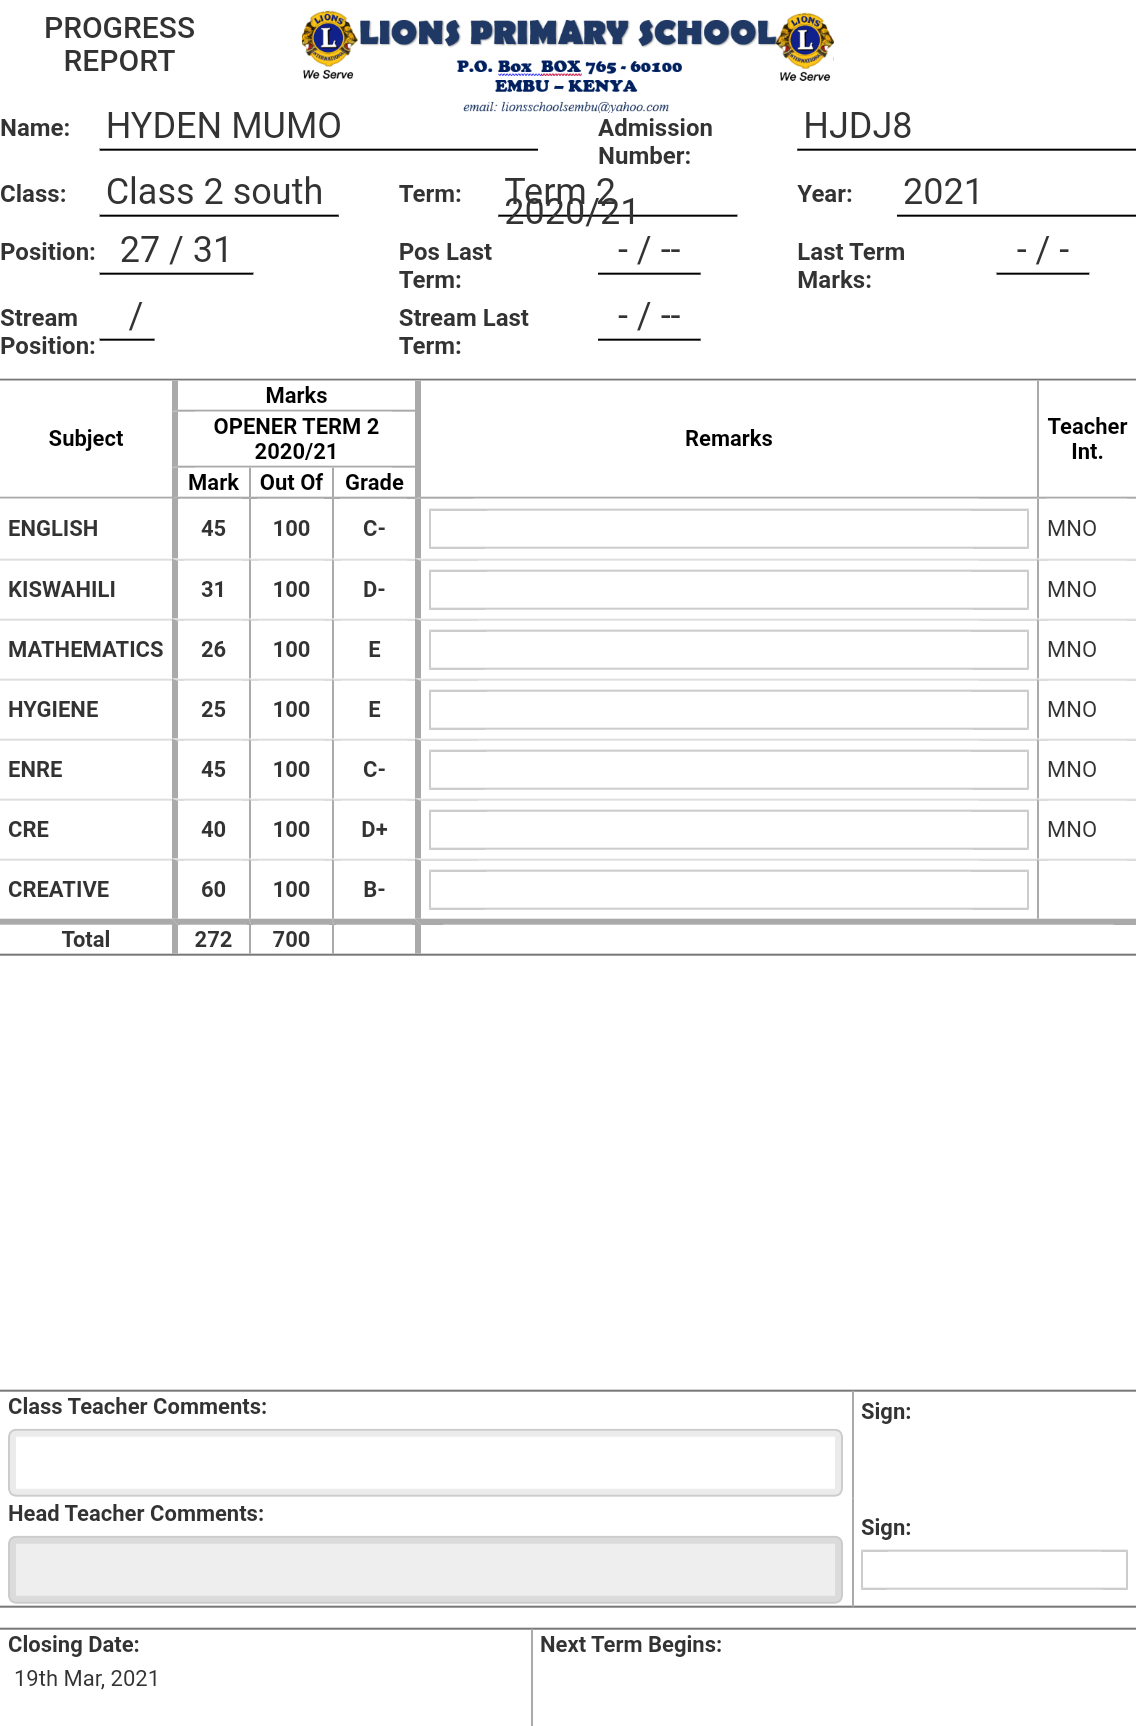 PROGRESS
REPORT
LIONS INTERNATIONAL
We Serve
LIONS PRIMARY SCHOOL
P.O. Box BOX 765 - 60100
EMBU – KENYA
email: lionsschoolsembu@yahoo.com
LIONS INTERNATIONAL
We Serve
Name: HYDEN MUMO Admission Number: HJDJ8
Class: Class 2 south Term: Term 2 2020/21 Year: 2021
Position: 27 / 31 Pos Last Term: - / -- Last Term Marks: - / -
Stream Position: / Stream Last Term: - / --
Subject Marks Remarks Teacher Int.
OPENER TERM 2 2020/21
Mark Out Of Grade
ENGLISH 45 100 C- MNO
KISWAHILI 31 100 D- MNO
MATHEMATICS 26 100 E MNO
HYGIENE 25 100 E MNO
ENRE 45 100 C- MNO
CRE 40 100 D+ MNO
CREATIVE 60 100 B-
Total 272 700
Class Teacher Comments: Sign:
Head Teacher Comments: Sign:
Closing Date: Next Term Begins:
19th Mar, 2021